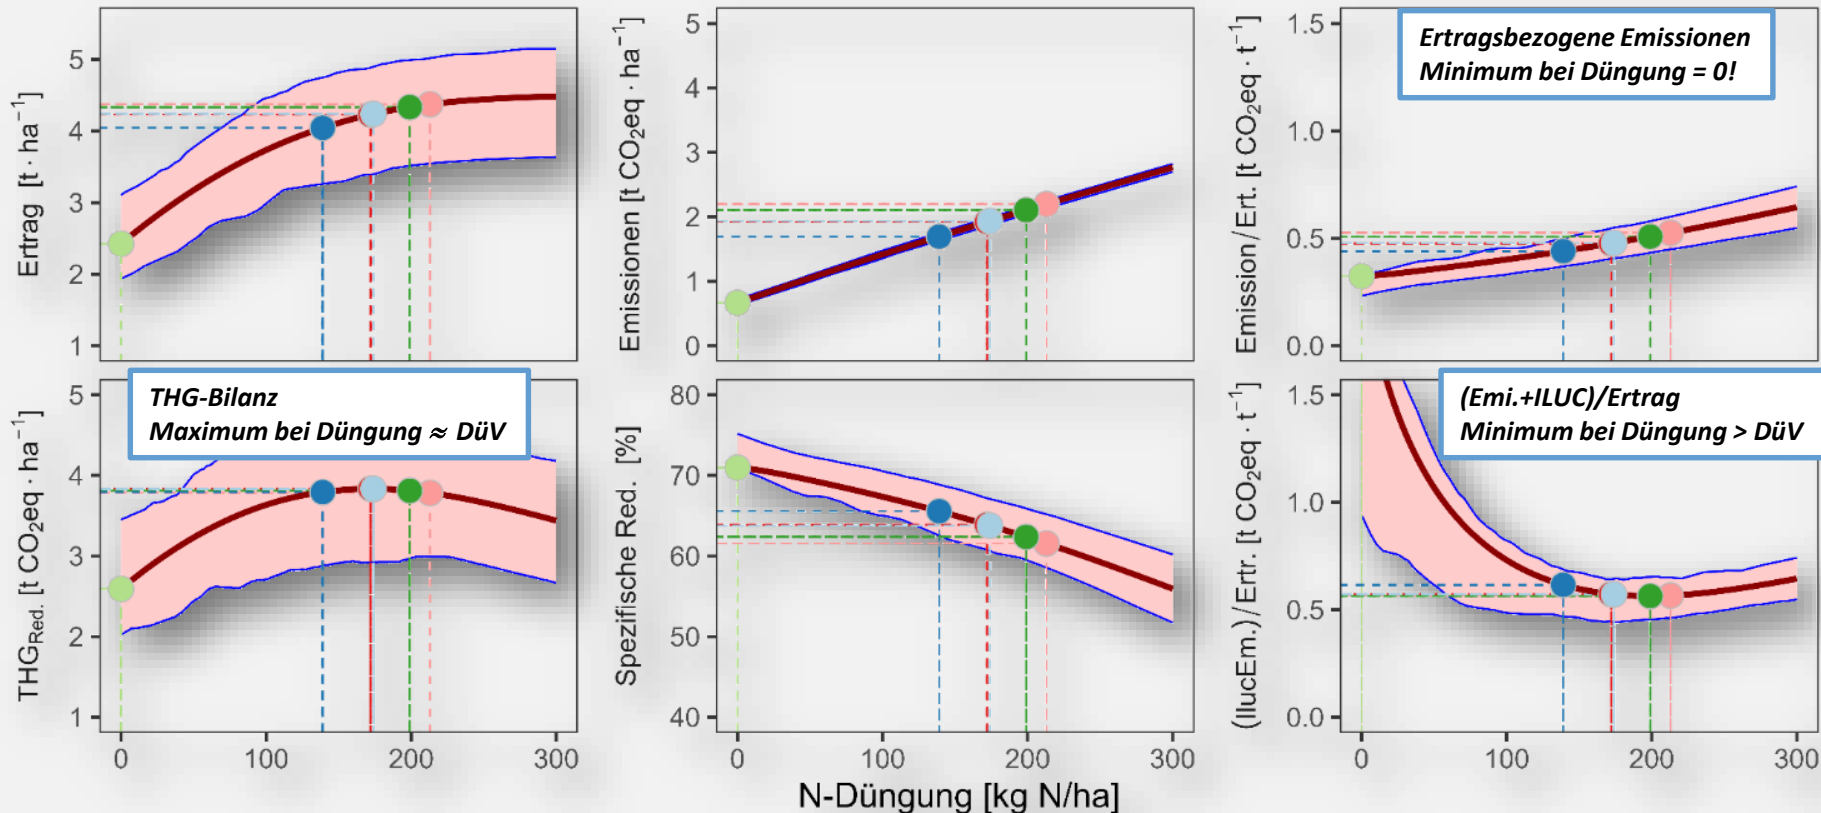 Ertrag [t · ha⁻¹]
5
4
3
2
1
Emissionen [t CO₂eq · ha⁻¹]
5
4
3
2
1
0
Emission/Ert. [t CO₂eq · t⁻¹]
1.5
1.0
0.5
0.0
Ertragsbezogene Emissionen
Minimum bei Düngung = 0!
THG_Red. [t CO₂eq · ha⁻¹]
5
4
3
2
1
0 100 200 300
THG-Bilanz
Maximum bei Düngung ≈ DüV
Spezifische Red. [%]
80
70
60
50
40
0 100 200 300
(IlucEm.)/Ertr. [t CO₂eq · t⁻¹]
1.5
1.0
0.5
0.0
0 100 200 300
(Emi.+ILUC)/Ertrag
Minimum bei Düngung > DüV
N-Düngung [kg N/ha]